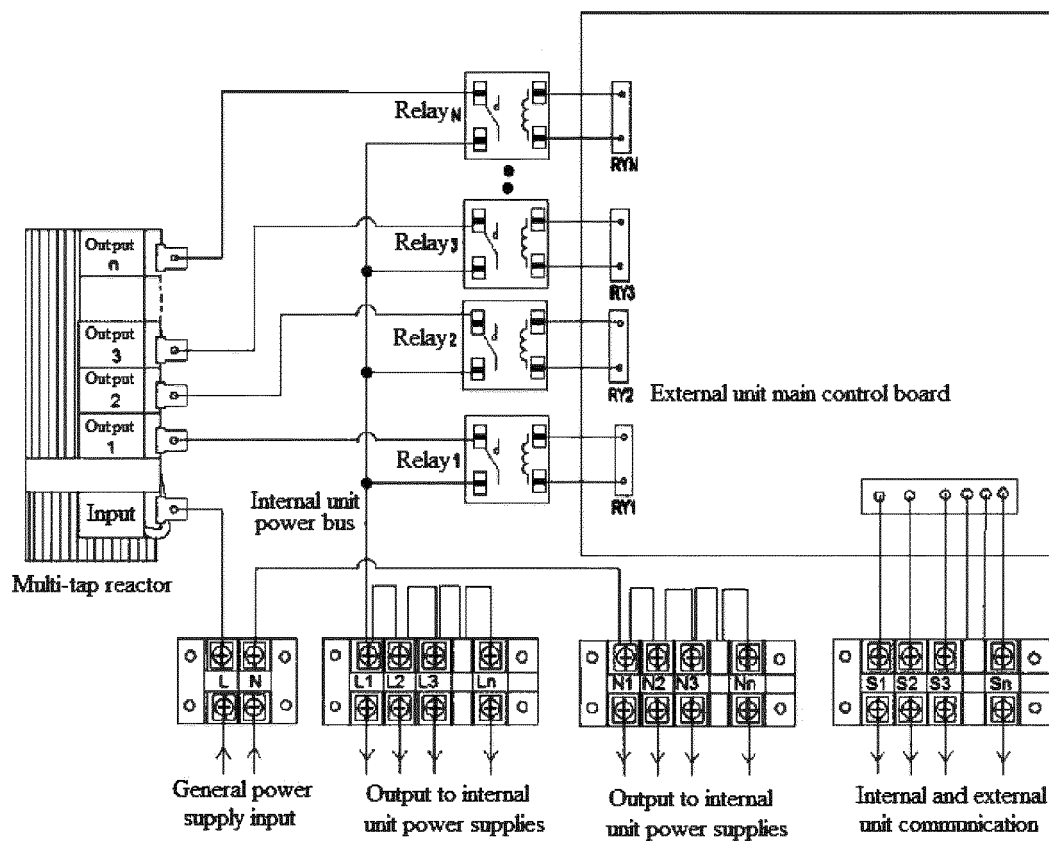 Relay N
RYN
Output
n
Relay 3
RY3
Output
3
Relay 2
RY2
External unit main control board
Output
2
Output
1
Relay 1
RY1
Internal unit
power bus
Input
Multi-tap reactor
L N
L1 L2 L3 Ln
N1 N2 N3 Nn
S1 S2 S3 Sn
General power
supply input
Output to internal
unit power supplies
Output to internal
unit power supplies
Internal and external
unit communication